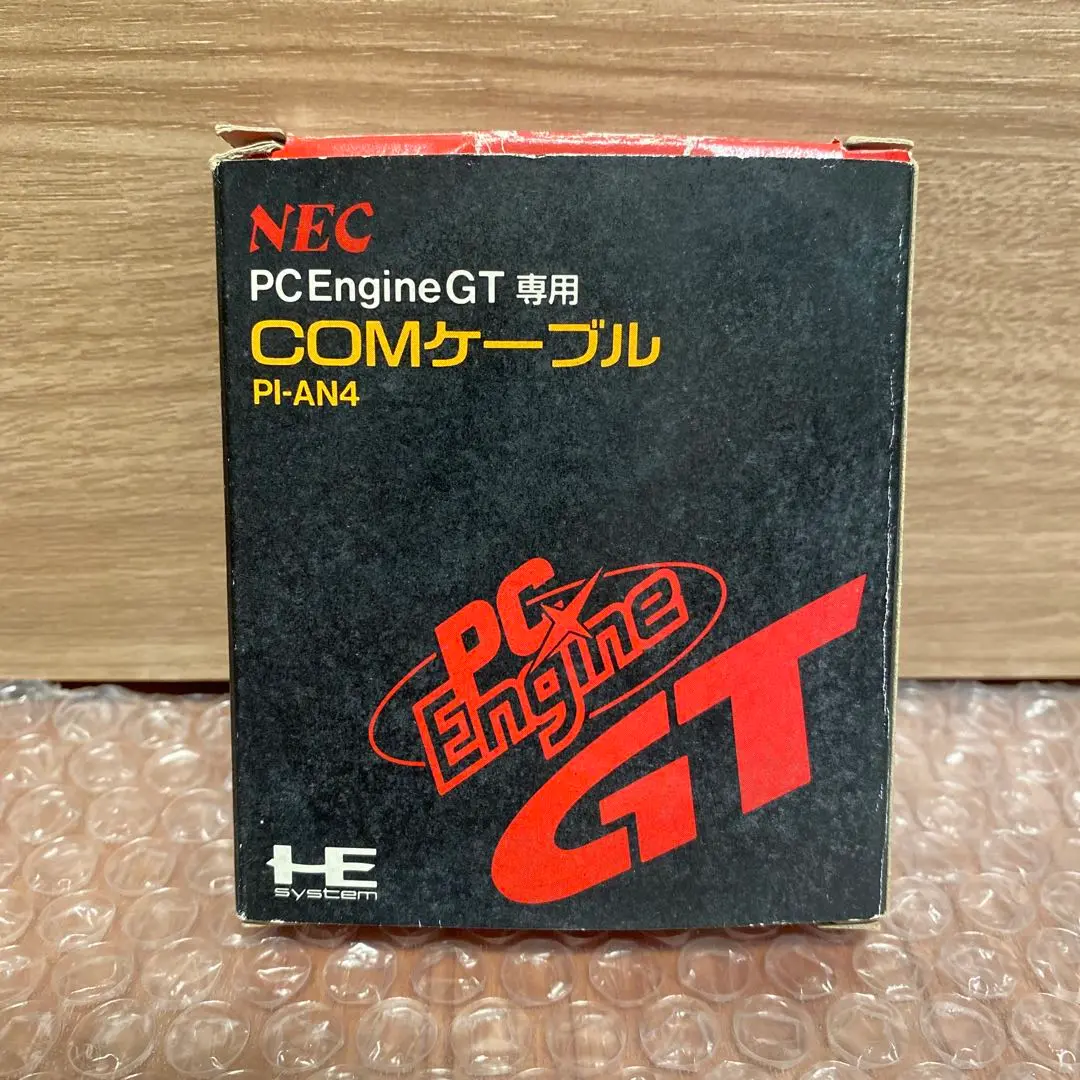 NEC
PC Engine GT 専用
COMケーブル
PI-AN4
PC
Engine
GT
HE
system